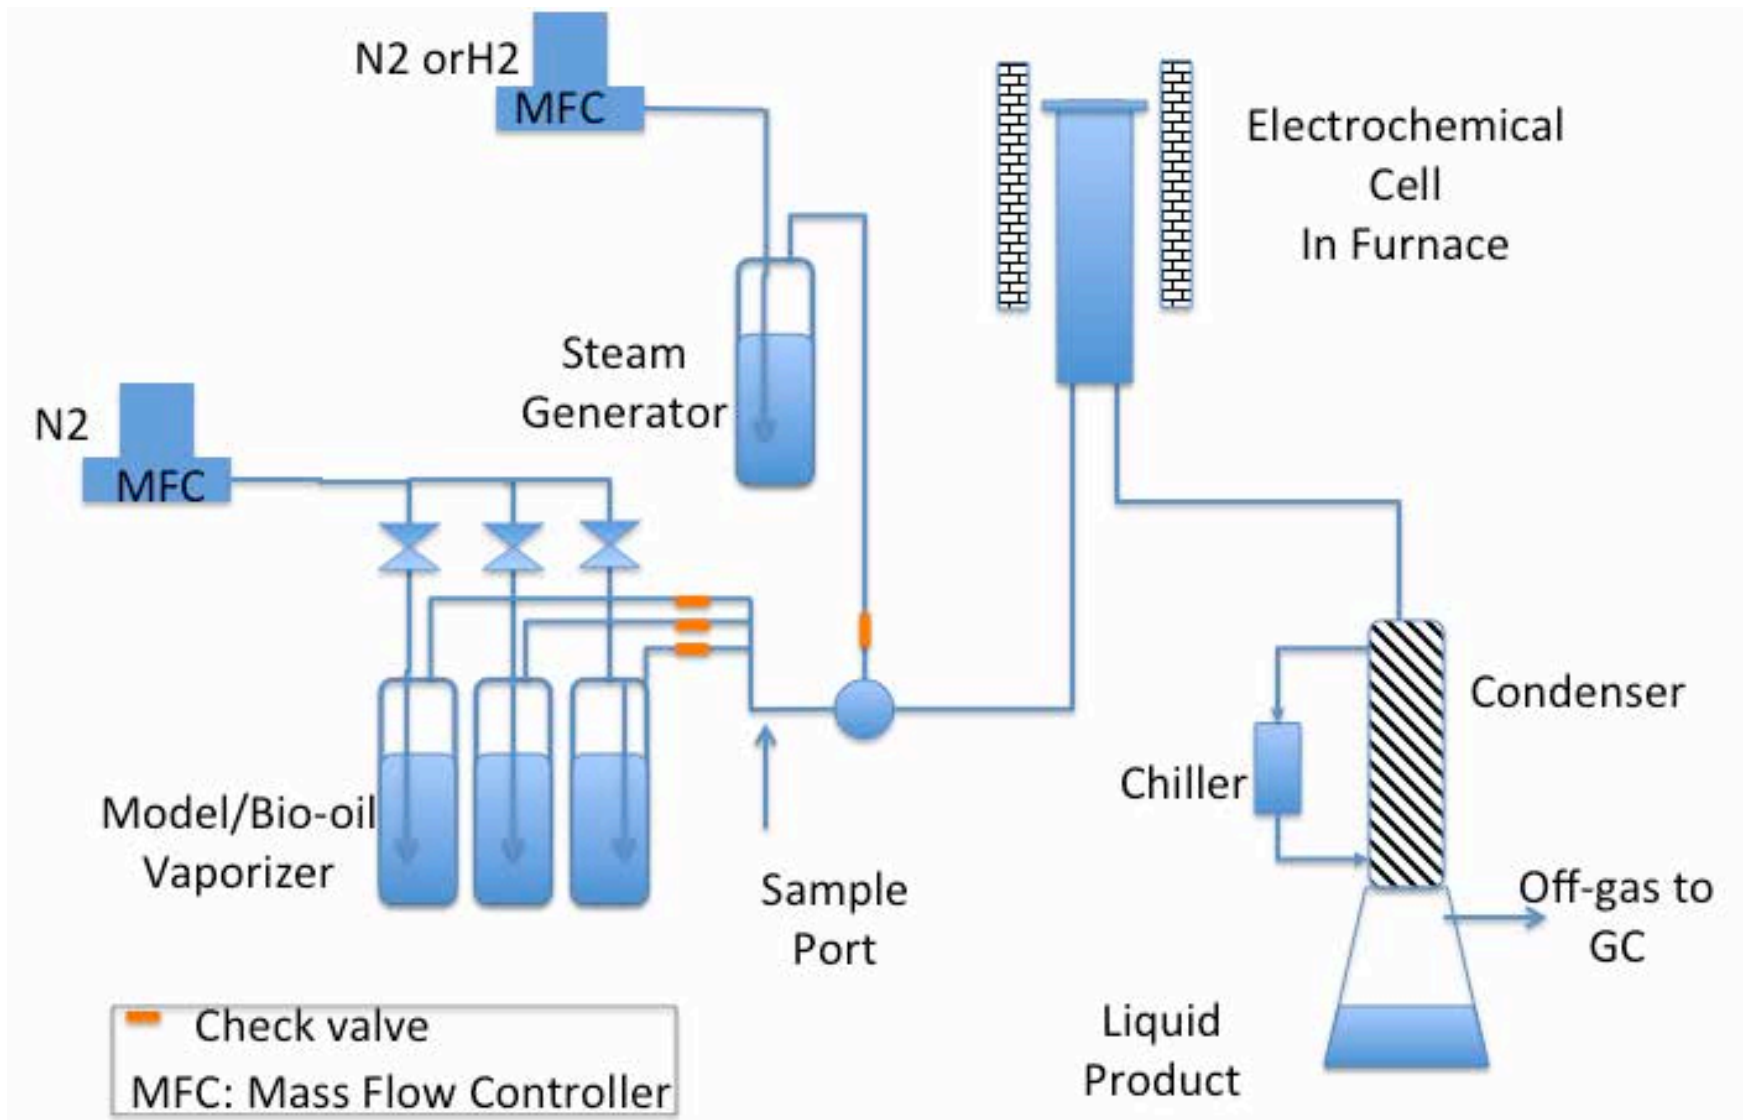 N2 orH2
MFC
Electrochemical
Cell
In Furnace
Steam
Generator
N2
MFC
Condenser
Chiller
Model/Bio-oil
Vaporizer
Sample
Port
Off-gas to
GC
Liquid
Product
Check valve
MFC: Mass Flow Controller